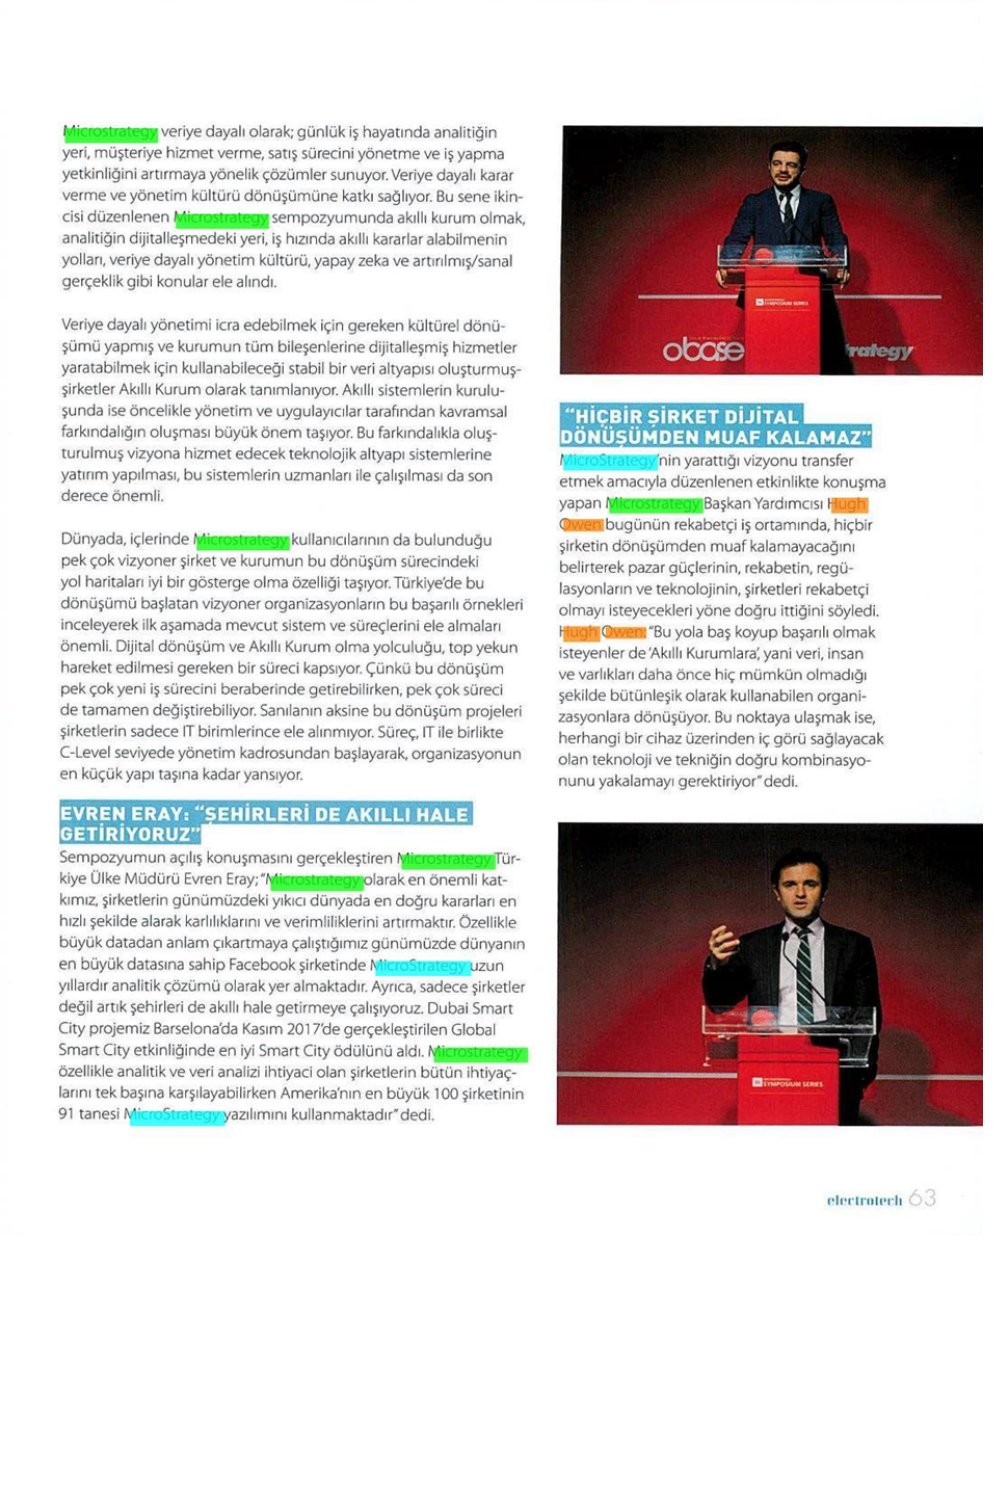 Microstrategy veriye dayalı olarak; günlük iş hayatında analitiğin
yeri, müşteriye hizmet verme, satış sürecini yönetme ve iş yapma
yetkinliğini artırmaya yönelik çözümler sunuyor. Veriye dayalı karar
verme ve yönetim kültürü dönüşümüne katkı sağlıyor. Bu sene ikin-
cisi düzenlenen Microstrategy sempozyumunda akıllı kurum olmak,
analitiğin dijitalleşmedeki yeri, iş hızında akıllı kararlar alabilmenin
yolları, veriye dayalı yönetim kültürü, yapay zeka ve artırılmış/sanal
gerçeklik gibi konular ele alındı.
Veriye dayalı yönetimi icra edebilmek için gereken kültürel dönü-
şümü yapmış ve kurumun tüm bileşenlerine dijitalleşmiş hizmetler
yaratabilmek için kullanabileceği stabil bir veri altyapısı oluşturmuş-
şirketler Akıllı Kurum olarak tanımlanıyor. Akıllı sistemlerin kurulu-
şunda ise öncelikle yönetim ve uygulayıcılar tarafından kavramsal
farkındalığın oluşması büyük önem taşıyor. Bu farkındalıkla oluş-
turulmuş vizyona hizmet edecek teknolojik altyapı sistemlerine
yatırım yapılması, bu sistemlerin uzmanları ile çalışılması da son
derece önemli.
Dünyada, içlerinde Microstrategy kullanıcılarının da bulunduğu
pek çok vizyoner şirket ve kurumun bu dönüşüm sürecindeki
yol haritaları iyi bir gösterge olma özelliği taşıyor. Türkiye'de bu
dönüşümü başlatan vizyoner organizasyonların bu başarılı örnekleri
inceleyerek ilk aşamada mevcut sistem ve süreçlerini ele almaları
önemli. Dijital dönüşüm ve Akıllı Kurum olma yolculuğu, top yekun
hareket edilmesi gereken bir süreci kapsıyor. Çünkü bu dönüşüm
pek çok yeni iş sürecini beraberinde getirebilirken, pek çok süreci
de tamamen değiştirebiliyor. Sanılanın aksine bu dönüşüm projeleri
şirketlerin sadece IT birimlerince ele alınmıyor. Süreç, IT ile birlikte
C-Level seviyede yönetim kadrosundan başlayarak, organizasyonun
en küçük yapı taşına kadar yansıyor.
EVREN ERAY: “ŞEHİRLERİ DE AKILLI HALE
GETİRİYORUZ”
Sempozyumun açılış konuşmasını gerçekleştiren Microstrategy Tür-
kiye Ülke Müdürü Evren Eray; “Microstrategy olarak en önemli kat-
kımız, şirketlerin günümüzdeki yıkıcı dünyada en doğru kararları en
hızlı şekilde alarak karlılıklarını ve verimliliklerini artırmaktır. Özellikle
büyük datadan anlam çıkartmaya çalıştığımız günümüzde dünyanın
en büyük datasına sahip Facebook şirketinde MicroStrategy uzun
yıllardır analitik çözümü olarak yer almaktadır. Ayrıca, sadece şirketler
değil artık şehirleri de akıllı hale getirmeye çalışıyoruz. Dubai Smart
City projemiz Barselona'da Kasım 2017'de gerçekleştirilen Global
Smart City etkinliğinde en iyi Smart City ödülünü aldı. Microstrategy
özellikle analitik ve veri analizi ihtiyaci olan şirketlerin bütün ihtiyaç-
larını tek başına karşılayabilirken Amerika'nın en büyük 100 şirketinin
91 tanesi MicroStrategy yazılımını kullanmaktadır” dedi.
obase
rategy
SYMPOSIUM SERIES
“HİÇBİR ŞİRKET DİJİTAL
DÖNÜŞÜMDEN MUAF KALAMAZ”
MicroStrategy'nin yarattığı vizyonu transfer
etmek amacıyla düzenlenen etkinlikte konuşma
yapan Microstrategy Başkan Yardımcısı Hugh
Owen bugünün rekabetçi iş ortamında, hiçbir
şirketin dönüşümden muaf kalamayacağını
belirterek pazar güçlerinin, rekabetin, regü-
lasyonların ve teknolojinin, şirketleri rekabetçi
olmayı isteyecekleri yöne doğru ittiğini söyledi.
Hugh Owen: “Bu yola baş koyup başarılı olmak
isteyenler de ‘Akıllı Kurumlara’, yani veri, insan
ve varlıkları daha önce hiç mümkün olmadığı
şekilde bütünleşik olarak kullanabilen organi-
zasyonlara dönüşüyor. Bu noktaya ulaşmak ise,
herhangi bir cihaz üzerinden iç görü sağlayacak
olan teknoloji ve tekniğin doğru kombinasyo-
nunu yakalamayı gerektiriyor” dedi.
SYMPOSIUM SERIES
electrotech 63